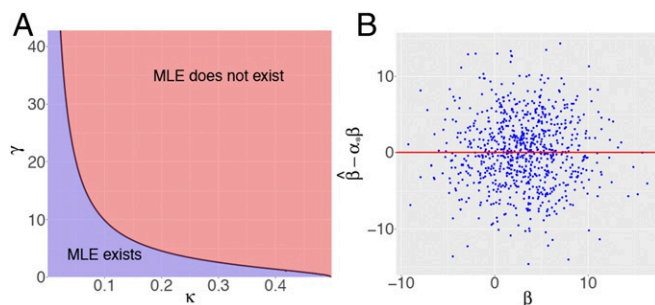 A
40
30
20
10
0
γ
MLE does not exist
MLE exists
0.1 0.2 0.3 0.4
κ
B
10
0
−10
β̂ − α⋆β
−10 0 10
β